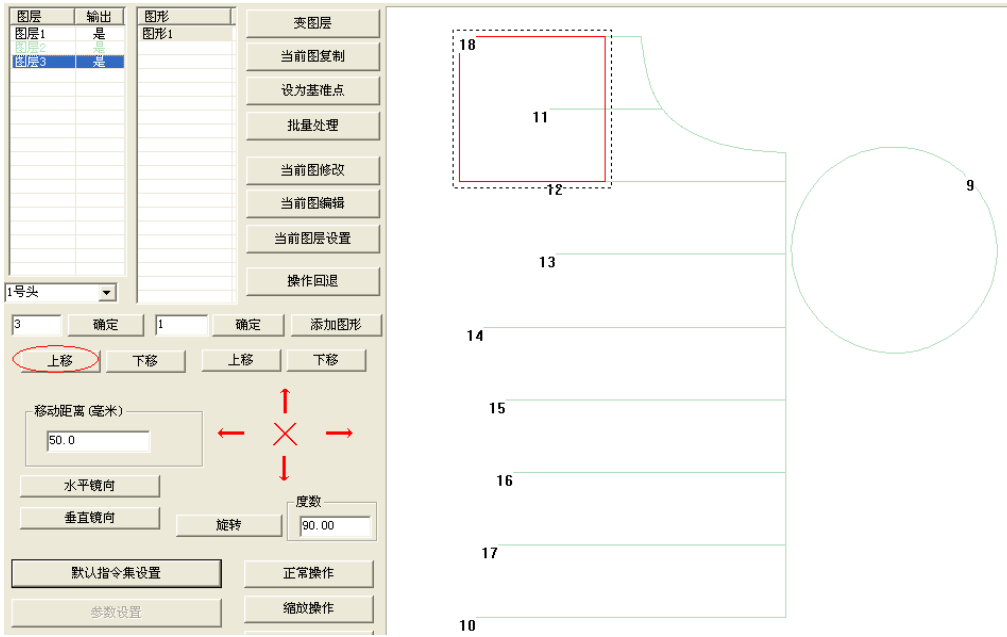 图层 输出 图形 变图层
图层1 是 图形1
图层2 是
图层3 是
当前图复制
设为基准点
批量处理
当前图修改
当前图编辑
当前图层设置
操作回退
1号头
3 确定 1 确定 添加图形
上移 下移 上移 下移
移动距离(毫米)
50.0
水平镜向
度数
垂直镜向 旋转 90.00
默认指令集设置 正常操作
参数设置 缩放操作
18
11
12
9
13
14
15
16
17
10